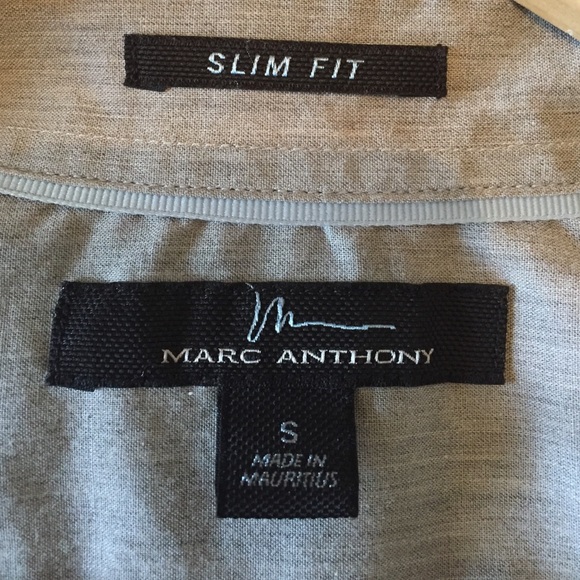 SLIM FIT
MARC ANTHONY
S
MADE IN
MAURITIUS